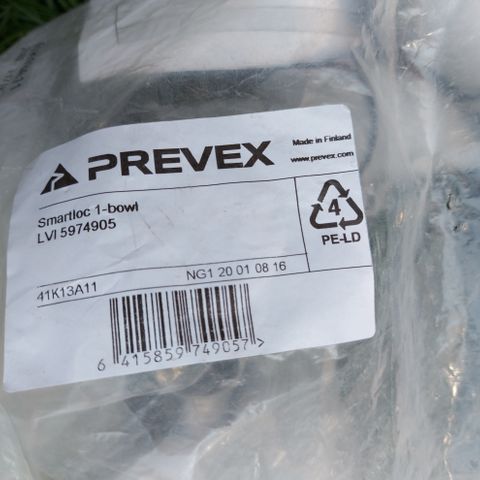 PREVEX
Made in Finland
www.prevex.com
Smartloc 1-bowl
LVI 5974905
4
PE-LD
41K13A11
NG1 20 01 08 16
6 415859 749057 >